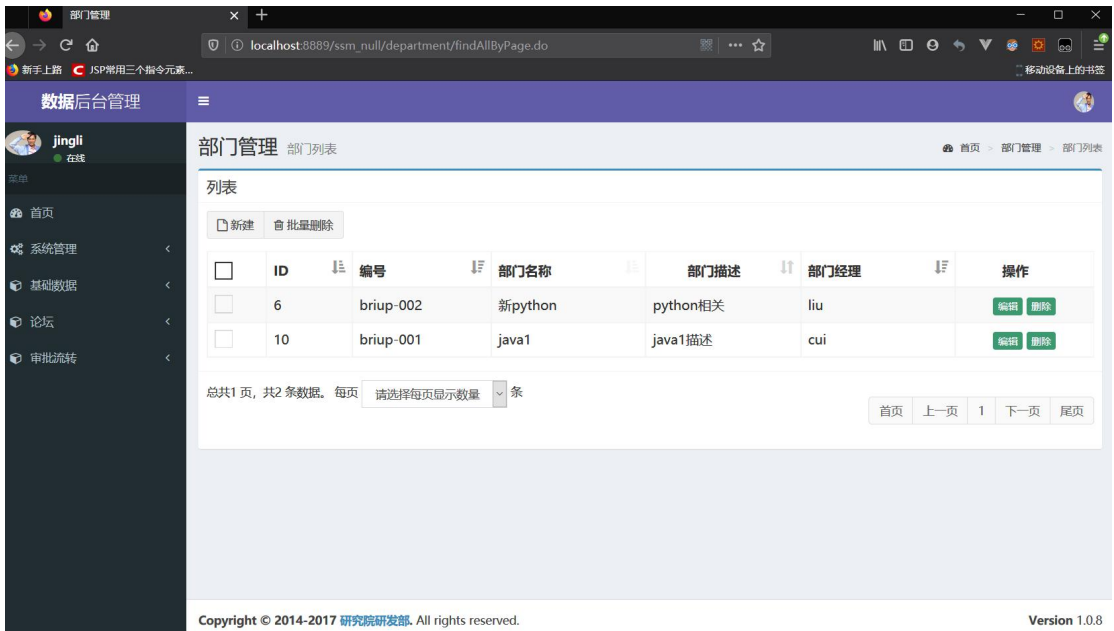 部门管理
localhost:8889/ssm_null/department/findAllByPage.do
新手上路 JSP常用三个指令元素...
移动设备上的书签
数据后台管理
jingli
在线
菜单
首页
系统管理
基础数据
论坛
审批流转
部门管理 部门列表
首页 > 部门管理 > 部门列表
列表
新建 批量删除
ID 编号 部门名称 部门描述 部门经理 操作
6 briup-002 新python python相关 liu 编辑 删除
10 briup-001 java1 java1描述 cui 编辑 删除
总共1 页，共2 条数据。 每页 请选择每页显示数量 条
首页 上一页 1 下一页 尾页
Copyright © 2014-2017 研究院研发部. All rights reserved.
Version 1.0.8